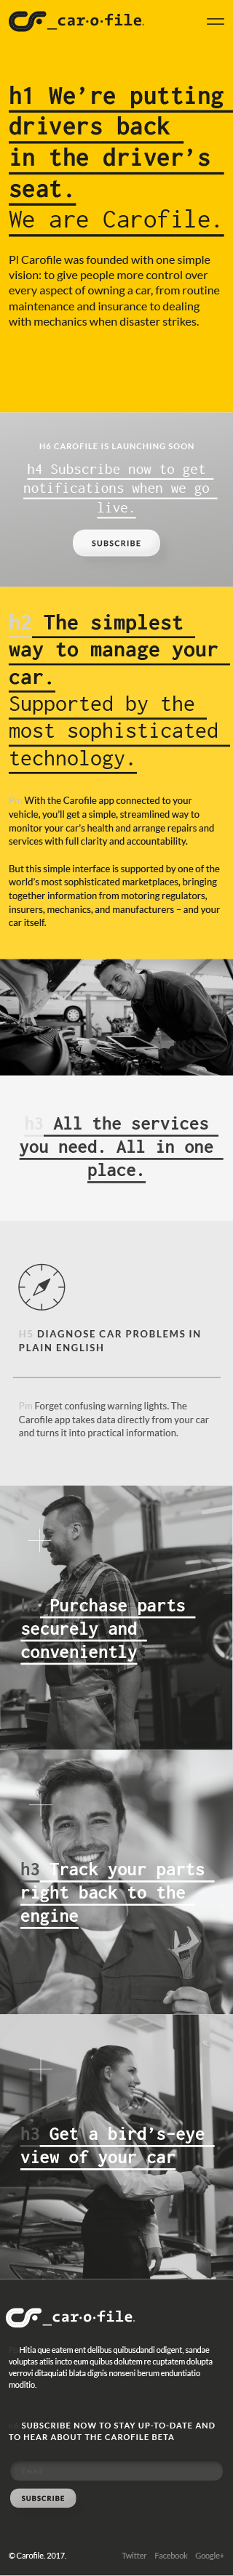 _car·o·file.
h1 We’re putting
drivers back
in the driver’s
seat.
We are Carofile.
Pl Carofile was founded with one simple
vision: to give people more control over
every aspect of owning a car, from routine
maintenance and insurance to dealing
with mechanics when disaster strikes.
H6 CAROFILE IS LAUNCHING SOON
h4 Subscribe now to get
notifications when we go
live.
SUBSCRIBE
h2 The simplest
way to manage your
car.
Supported by the
most sophisticated
technology.
With the Carofile app connected to your
vehicle, you'll get a simple, streamlined way to
monitor your car's health and arrange repairs and
services with full clarity and accountability.
But this simple interface is supported by one of the
world's most sophisticated marketplaces, bringing
together information from motoring regulators,
insurers, mechanics, and manufacturers – and your
car itself.
h3 All the services
you need. All in one
place.
H5 DIAGNOSE CAR PROBLEMS IN
PLAIN ENGLISH
Pm Forget confusing warning lights. The
Carofile app takes data directly from your car
and turns it into practical information.
h3 Purchase parts
securely and
conveniently
h3 Track your parts
right back to the
engine
h3 Get a bird’s-eye
view of your car
_car·o·file.
Hitia que eatem ent delibus quibusdandi odigent, sandae
voluptas atiis incto eum quibus dolutem re cuptatem dolupta
verrovi ditaquiati blata dignis nonseni berum enduntiatio
moditio.
SUBSCRIBE NOW TO STAY UP-TO-DATE AND
TO HEAR ABOUT THE CAROFILE BETA
SUBSCRIBE
© Carofile. 2017. Twitter Facebook Google+